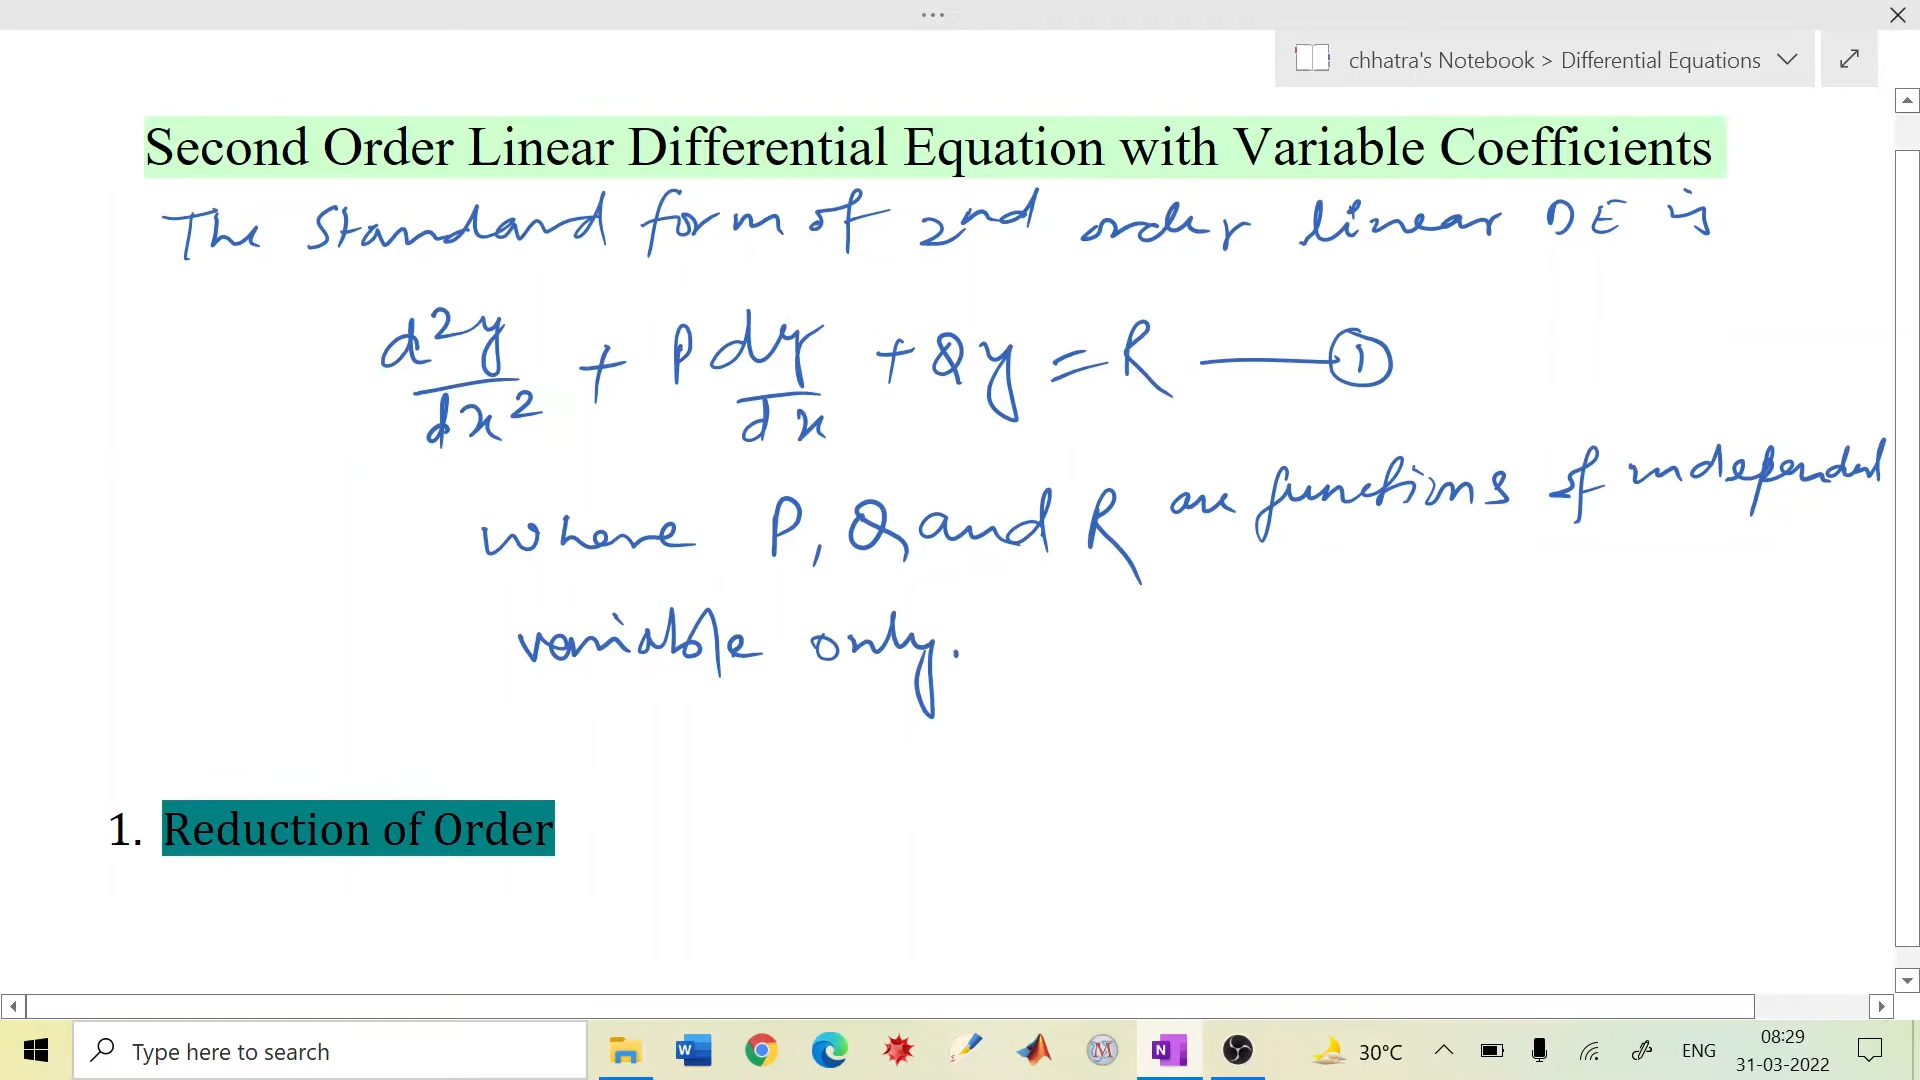 chhatra's Notebook > Differential Equations
Second Order Linear Differential Equation with Variable Coefficients
The Standard form of 2nd order linear DE is
d²y/dx² + P dy/dx + Qy = R —— ①
where P, Q, and R are functions of independent
variable only.
1. Reduction of Order
Type here to search
30°C
ENG
08:29
31-03-2022